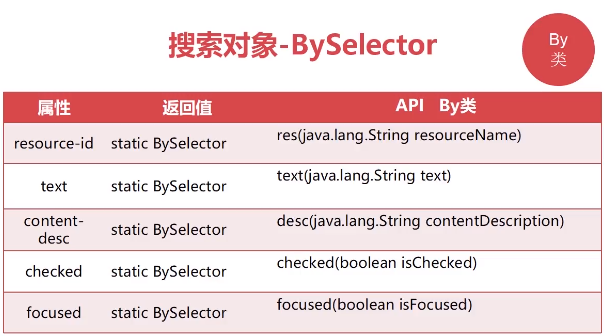 搜索对象-BySelector
By
类
属性 返回值 API By类
resource-id static BySelector res(java.lang.String resourceName)
text static BySelector text(java.lang.String text)
content-
desc static BySelector desc(java.lang.String contentDescription)
checked static BySelector checked(boolean isChecked)
focused static BySelector focused(boolean isFocused)